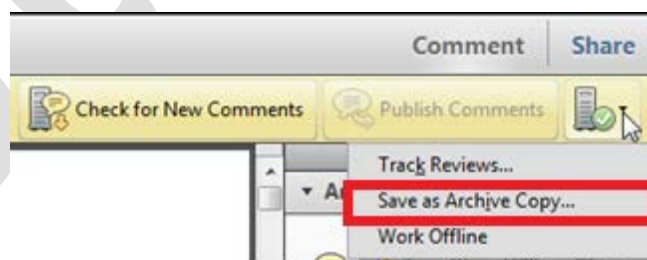 Comment Share
Check for New Comments Publish Comments
Track Reviews...
Save as Archive Copy...
Work Offline